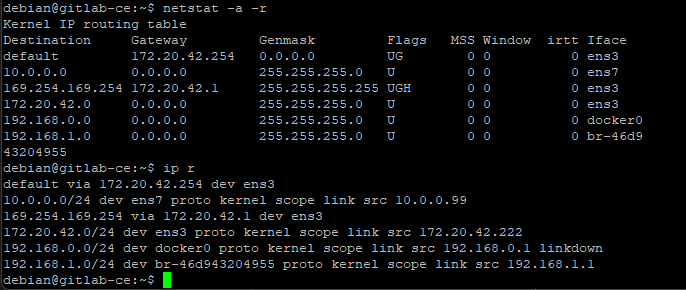 debian@gitlab-ce:~$ netstat -a -r
Kernel IP routing table
Destination     Gateway         Genmask         Flags   MSS Window  irtt Iface
default         172.20.42.254   0.0.0.0         UG        0 0          0 ens3
10.0.0.0        0.0.0.0         255.255.255.0   U         0 0          0 ens7
169.254.169.254 172.20.42.1     255.255.255.255 UGH       0 0          0 ens3
172.20.42.0     0.0.0.0         255.255.255.0   U         0 0          0 ens3
192.168.0.0     0.0.0.0         255.255.255.0   U         0 0          0 docker0
192.168.1.0     0.0.0.0         255.255.255.0   U         0 0          0 br-46d9
43204955
debian@gitlab-ce:~$ ip r
default via 172.20.42.254 dev ens3
10.0.0.0/24 dev ens7 proto kernel scope link src 10.0.0.99
169.254.169.254 via 172.20.42.1 dev ens3
172.20.42.0/24 dev ens3 proto kernel scope link src 172.20.42.222
192.168.0.0/24 dev docker0 proto kernel scope link src 192.168.0.1 linkdown
192.168.1.0/24 dev br-46d943204955 proto kernel scope link src 192.168.1.1
debian@gitlab-ce:~$